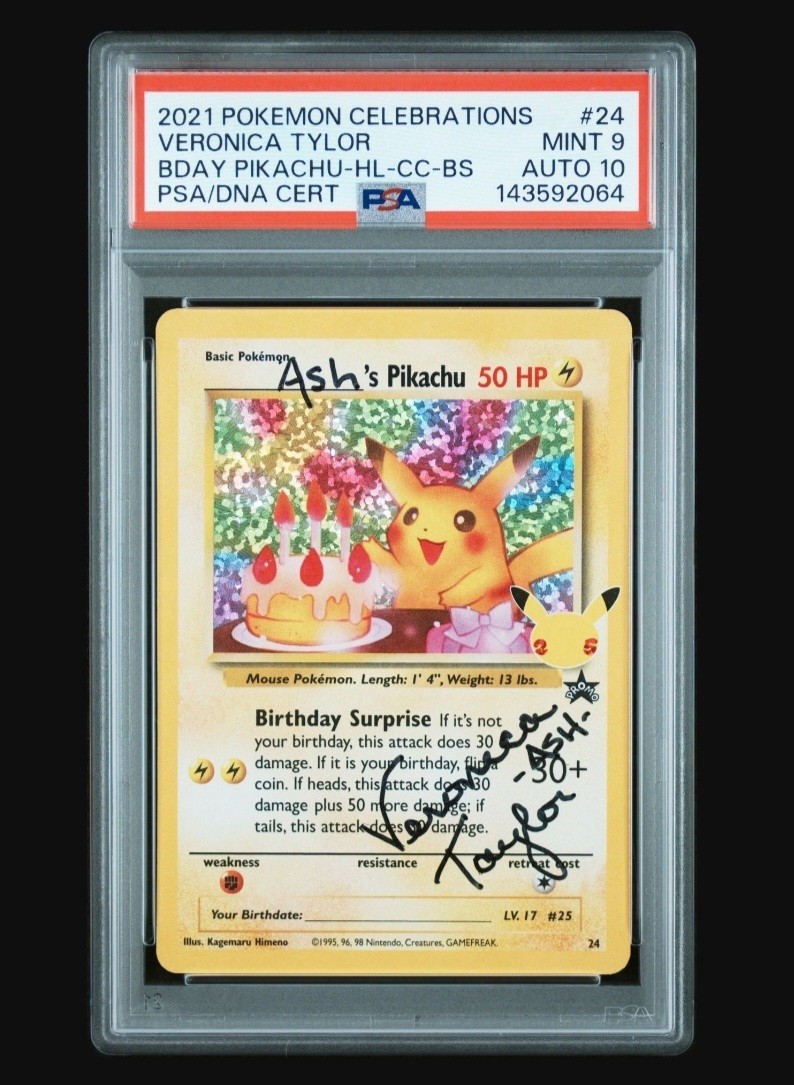 2021 POKEMON CELEBRATIONS #24
VERONICA TYLOR MINT 9
BDAY PIKACHU-HL-CC-BS AUTO 10
PSA/DNA CERT PSA 143592064
Basic Pokémon
Ash's Pikachu 50 HP
25
Mouse Pokémon. Length: 1' 4", Weight: 13 lbs.
PROMO
Birthday Surprise If it's not
your birthday, this attack does 30
damage. If it is your birthday, flip a
coin. If heads, this attack does 30
damage plus 50 more damage; if
tails, this attack does 30 damage.
30+
Veronica
Taylor
-ASH-
weakness resistance retreat cost
Your Birthdate: LV. 17 #25
Illus. Kagemaru Himeno ©1995, 96, 98 Nintendo, Creatures, GAMEFREAK. 24
PSA